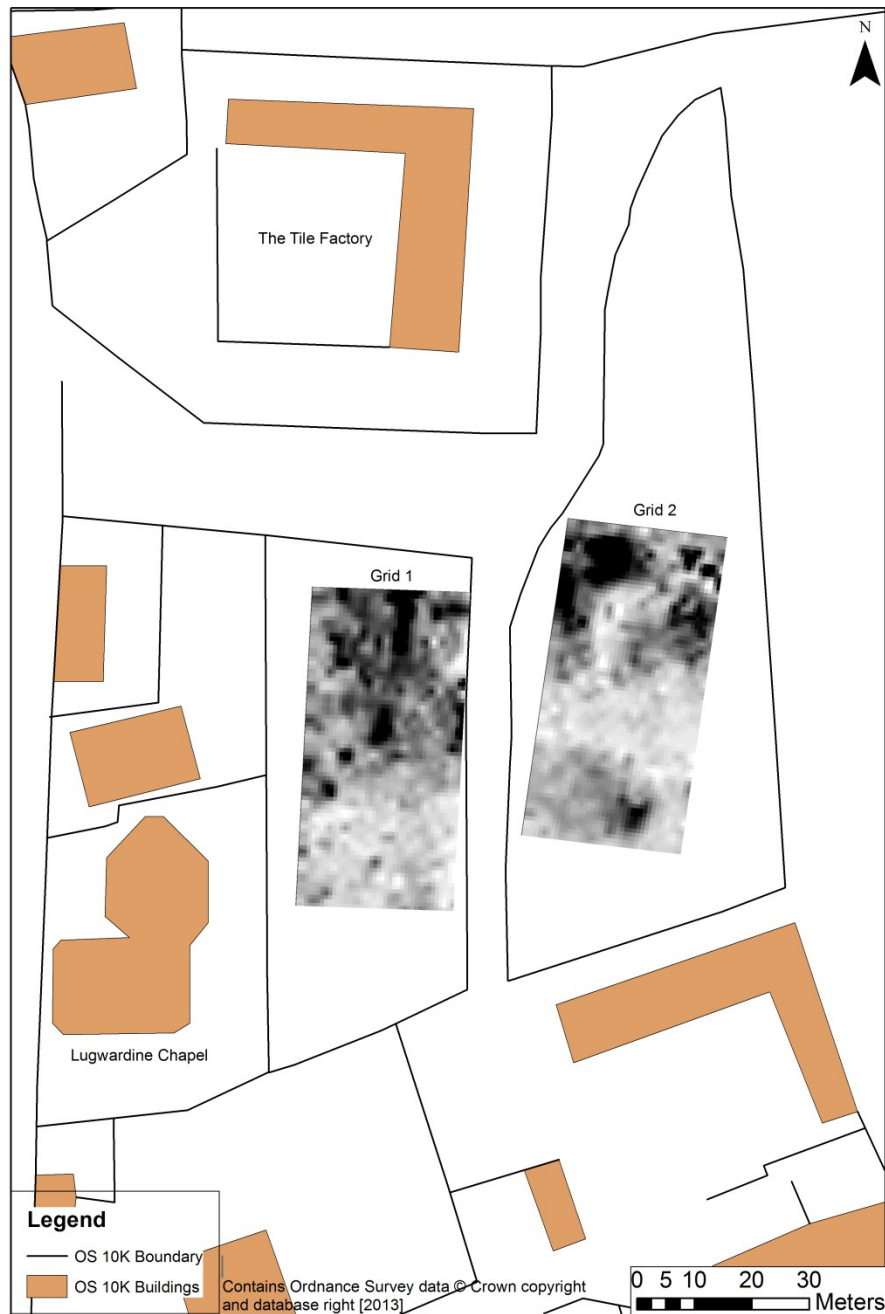 N
The Tile Factory
Grid 2
Grid 1
Lugwardine Chapel
Legend
OS 10K Boundary
OS 10K Buildings
Contains Ordnance Survey data © Crown copyright
and database right [2013]
0 5 10 20 30
Meters